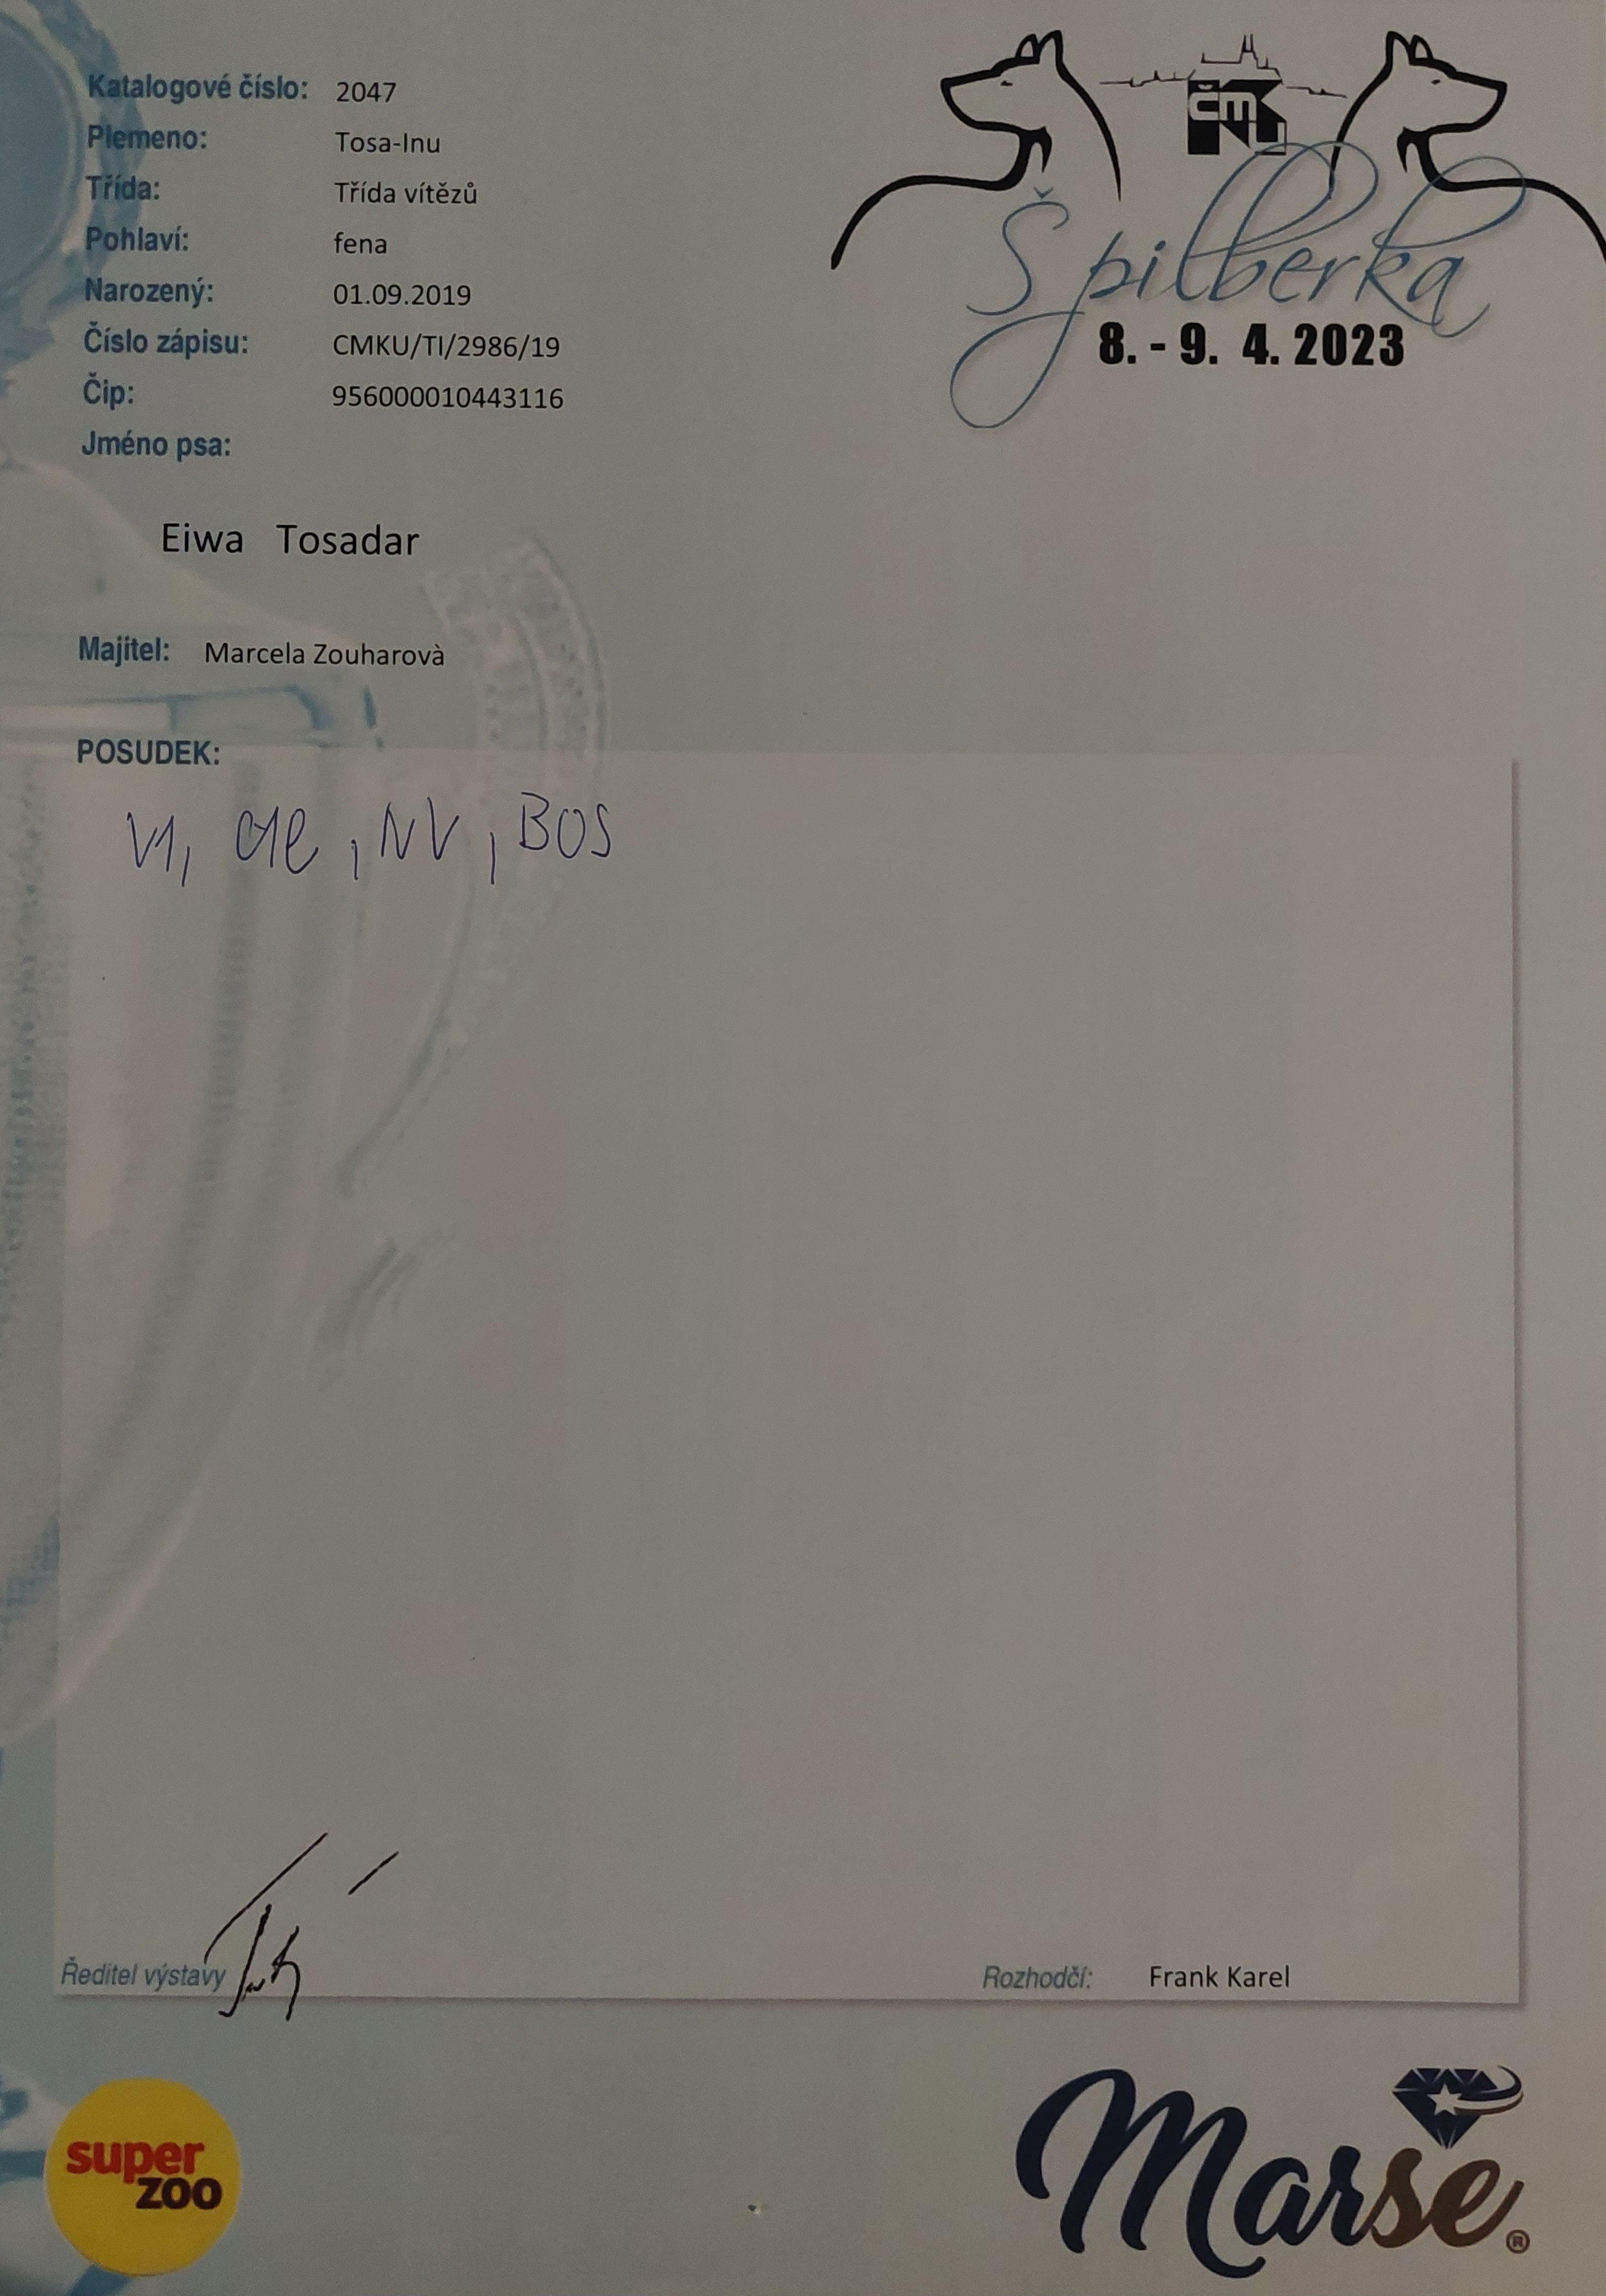 Katalogové číslo: 2047
Plemeno: Tosa-Inu
Třída: Třída vítězů
Pohlaví: fena
Narozený: 01.09.2019
Číslo zápisu: CMKU/TI/2986/19
Čip: 956000010443116
Jméno psa:
Eiwa Tosadar
Majitel: Marcela Zouharovà
čmKU
Špilberka
8. - 9. 4. 2023
POSUDEK:
V1, , NV, BOS
Ředitel výstavy
Rozhodčí: Frank Karel
super
zoo
Marse®